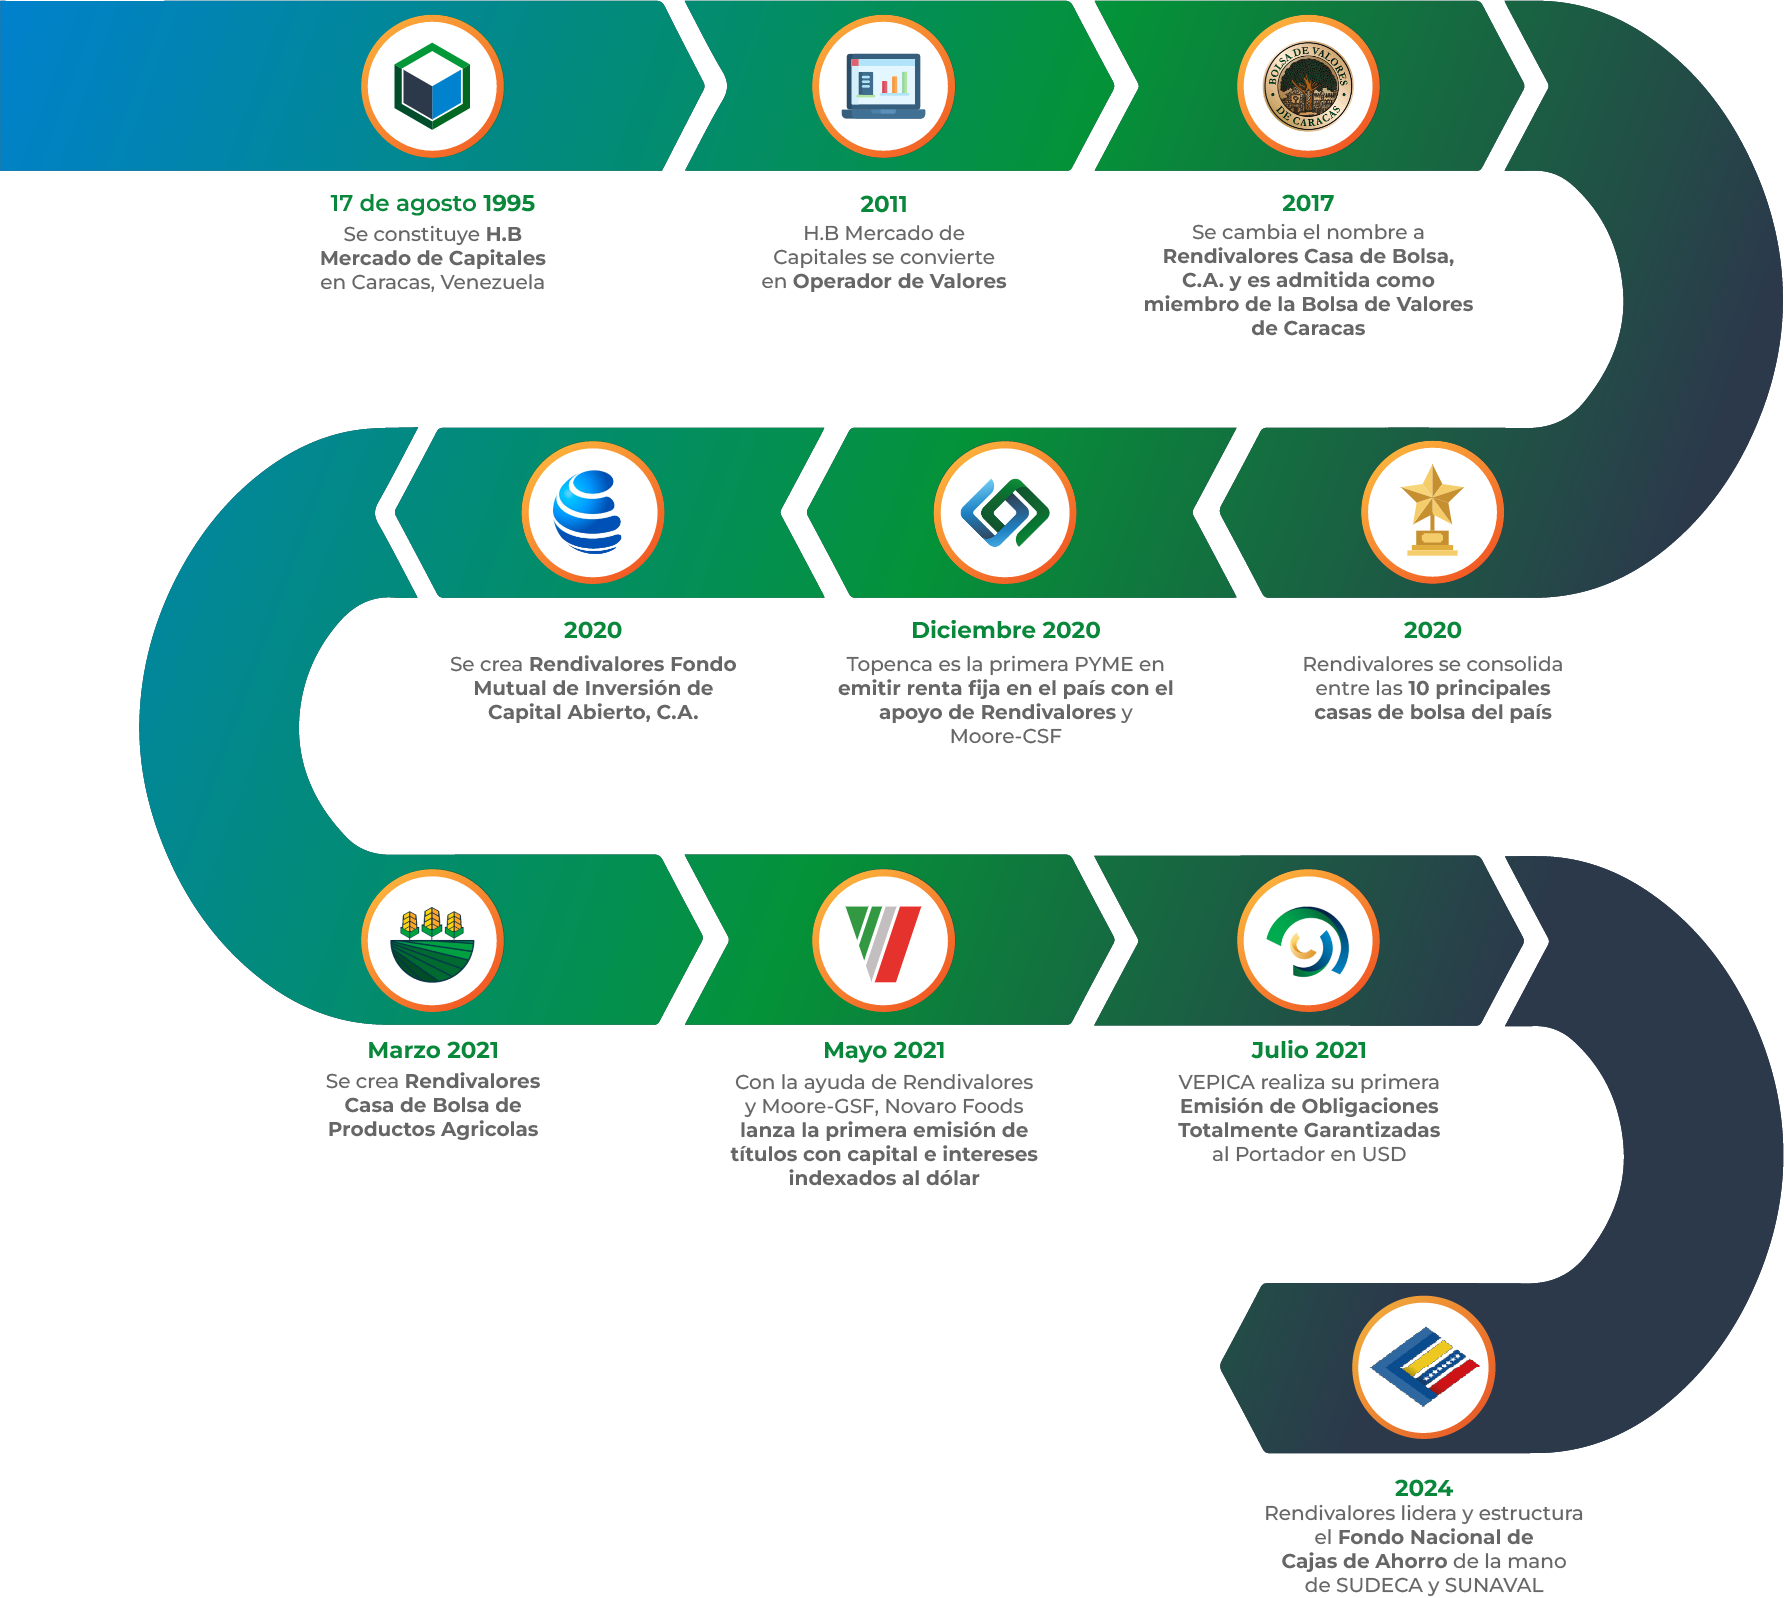 BOLSA DE VALORES
DE CARACAS
17 de agosto 1995
Se constituye H.B
Mercado de Capitales
en Caracas, Venezuela
2011
H.B Mercado de
Capitales se convierte
en Operador de Valores
2017
Se cambia el nombre a
Rendivalores Casa de Bolsa,
C.A. y es admitida como
miembro de la Bolsa de Valores
de Caracas
2020
Rendivalores se consolida
entre las 10 principales
casas de bolsa del país
Diciembre 2020
Topenca es la primera PYME en
emitir renta fija en el país con el
apoyo de Rendivalores y
Moore-CSF
2020
Se crea Rendivalores Fondo
Mutual de Inversión de
Capital Abierto, C.A.
Marzo 2021
Se crea Rendivalores
Casa de Bolsa de
Productos Agricolas
Mayo 2021
Con la ayuda de Rendivalores
y Moore-GSF, Novaro Foods
lanza la primera emisión de
títulos con capital e intereses
indexados al dólar
Julio 2021
VEPICA realiza su primera
Emisión de Obligaciones
Totalmente Garantizadas
al Portador en USD
2024
Rendivalores lidera y estructura
el Fondo Nacional de
Cajas de Ahorro de la mano
de SUDECA y SUNAVAL